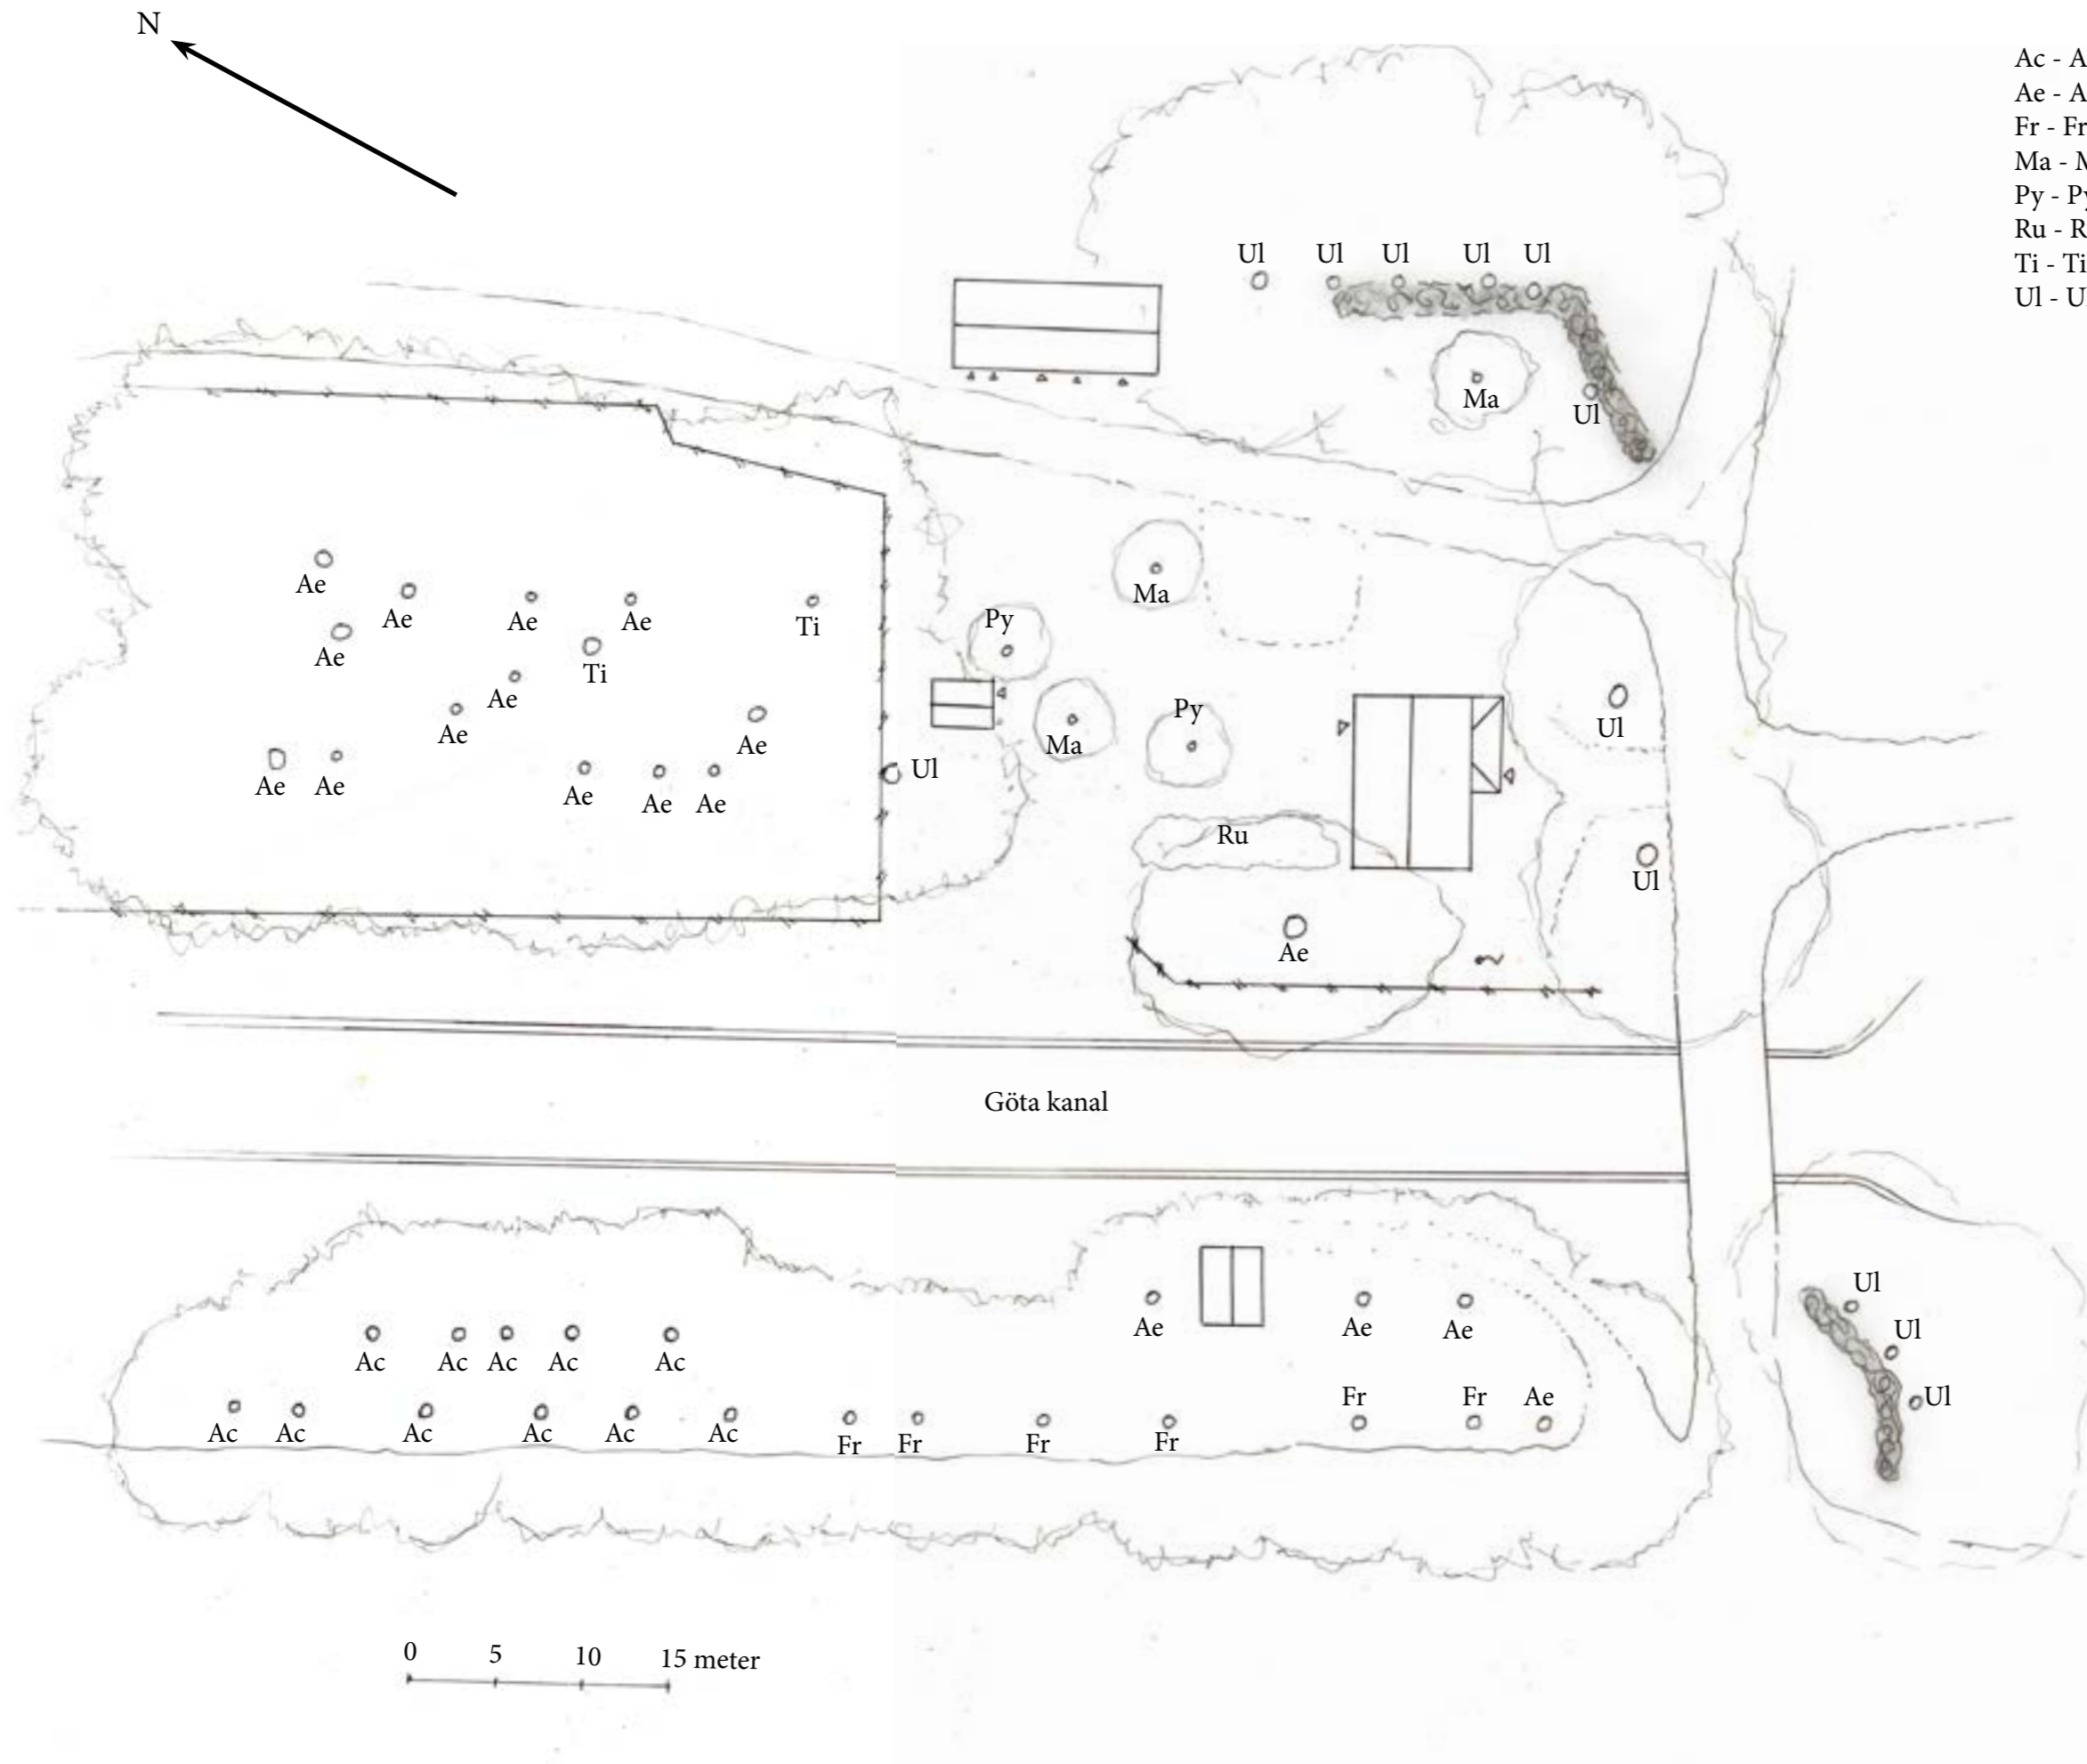 N
Ac - A
Ae - A
Fr - Fr
Ma - M
Py - Py
Ru - R
Ti - Ti
Ul - U
Ul Ul Ul Ul Ul
Ma
Ul
Ae
Ae Ae Ae Ti
Ma
Py
Ae
Ti
Ae
Ae
Ae
Ma
Py
Ul
Ae Ae
Ae Ae Ae
Ul
Ru
Ul
Ae
Göta kanal
Ul
Ae Ae Ae
Ul
Ac Ac Ac Ac Ac
Fr Fr Ae
Ul
Ac Ac Ac Ac Ac Ac
Fr Fr Fr Fr
0 5 10 15 meter